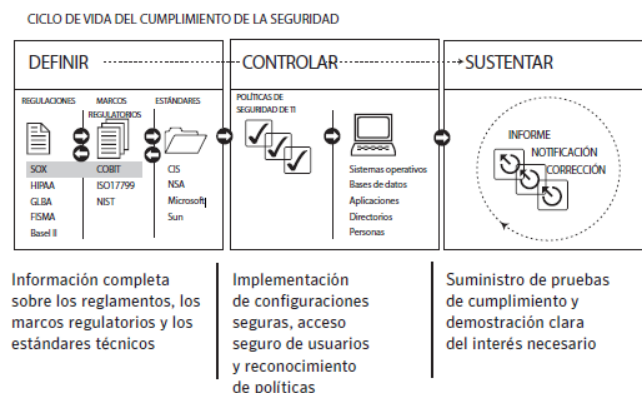 CICLO DE VIDA DEL CUMPLIMIENTO DE LA SEGURIDAD
DEFINIR
CONTROLAR
SUSTENTAR
REGULACIONES
MARCOS
REGULATORIOS
ESTÁNDARES
SOX
HIPAA
GLBA
FISMA
Basel II
COBIT
ISO17799
NIST
CIS
NSA
Microsoft
Sun
POLÍTICAS DE
SEGURIDAD DE TI
Sistemas operativos
Bases de datos
Aplicaciones
Directorios
Personas
INFORME
NOTIFICACIÓN
CORRECCIÓN
Información completa
sobre los reglamentos, los
marcos regulatorios y los
estándares técnicos
Implementación
de configuraciones
seguras, acceso
seguro de usuarios
y reconocimiento
de políticas
Suministro de pruebas
de cumplimiento y
demostración clara
del interés necesario